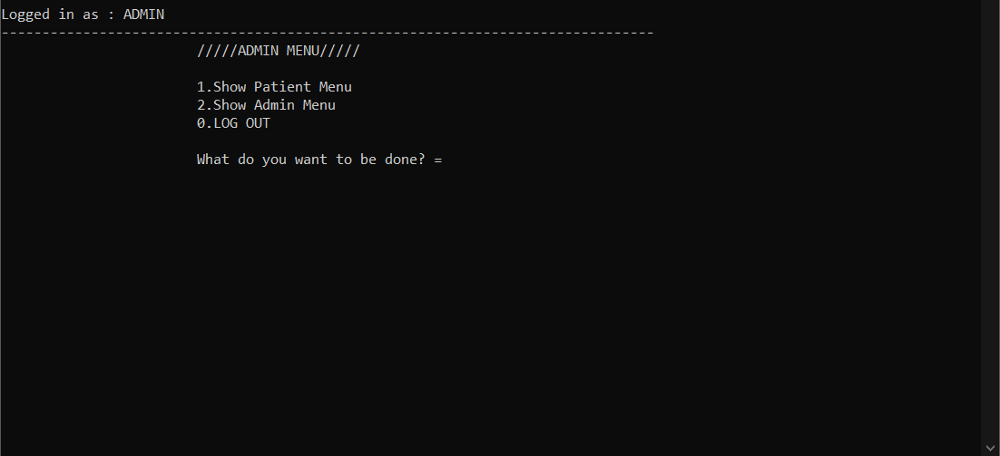 Logged in as : ADMIN
--------------------------------------------------------------------------------
/////ADMIN MENU/////
1.Show Patient Menu
2.Show Admin Menu
0.LOG OUT
What do you want to be done? =